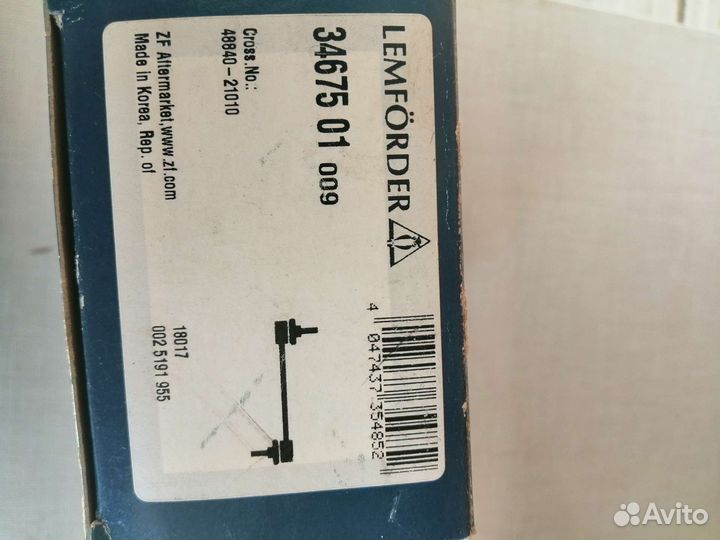 LEMFÖRDER
34675 01 009
Cross.No.:
48840-21010
ZF Aftermarket,www.zf.com
Made in Korea, Rep. of
18017
002 5191 955
4 047437 354852
Avito